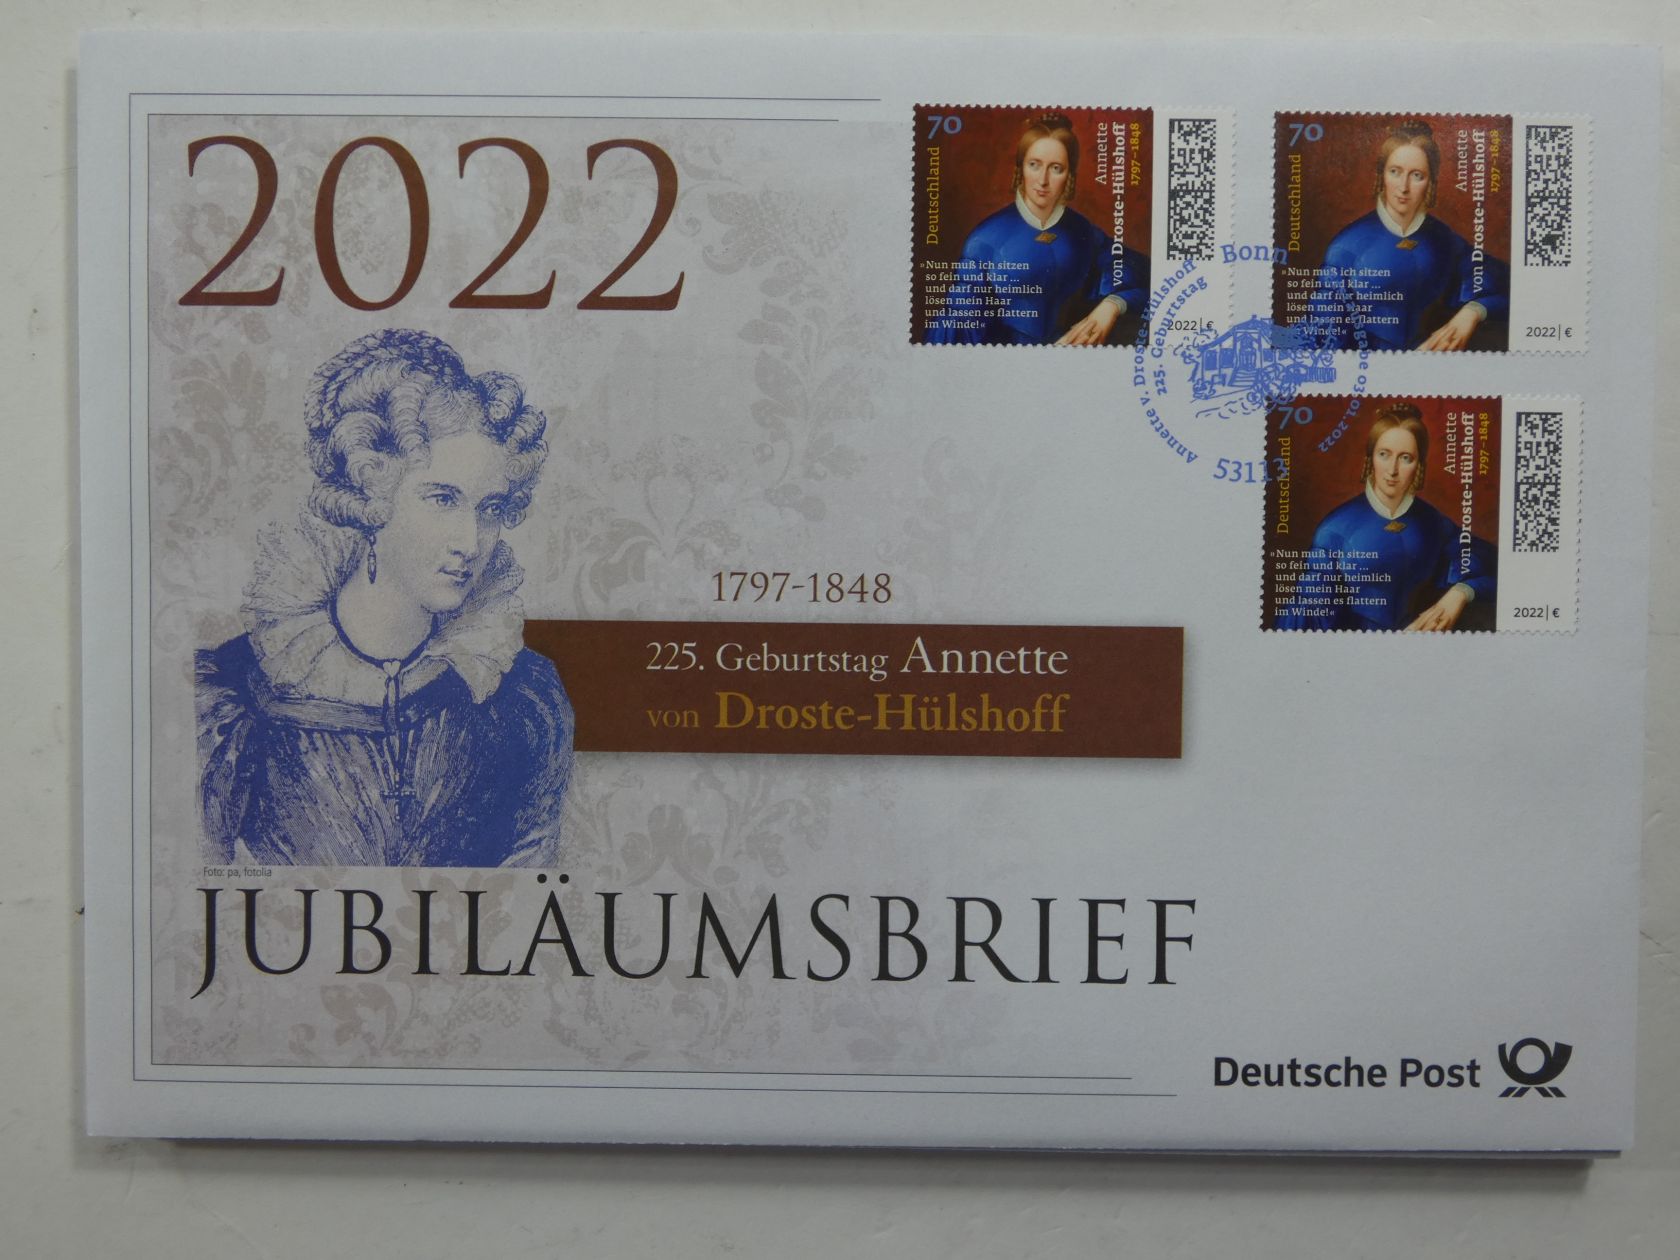 2022
70
Deutschland
Annette
von Droste-Hülshoff
1797–1848
»Nun muß ich sitzen
so fein und klar ...
und darf nur heimlich
lösen mein Haar
und lassen es flattern
im Winde!«
2022|€
70
Deutschland
Annette
von Droste-Hülshoff
1797–1848
»Nun muß ich sitzen
so fein und klar ...
und darf nur heimlich
lösen mein Haar
und lassen es flattern
im Winde!«
2022|€
Bonn
Annette v. Droste-Hülshoff
225. Geburtstag
03.01.2022
53113
70
Deutschland
Annette
von Droste-Hülshoff
1797–1848
»Nun muß ich sitzen
so fein und klar ...
und darf nur heimlich
lösen mein Haar
und lassen es flattern
im Winde!«
2022|€
1797-1848
225. Geburtstag Annette
von Droste-Hülshoff
Foto: pa, fotolia
JUBILÄUMSBRIEF
Deutsche Post